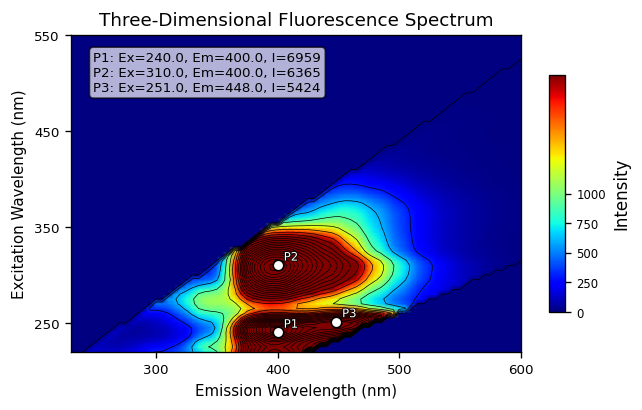 Three-Dimensional Fluorescence Spectrum
P1: Ex=240.0, Em=400.0, I=6959
P2: Ex=310.0, Em=400.0, I=6365
P3: Ex=251.0, Em=448.0, I=5424
550
450
350
250
Excitation Wavelength (nm)
P2
P1
P3
300
400
500
600
Emission Wavelength (nm)
1000
750
500
250
0
Intensity